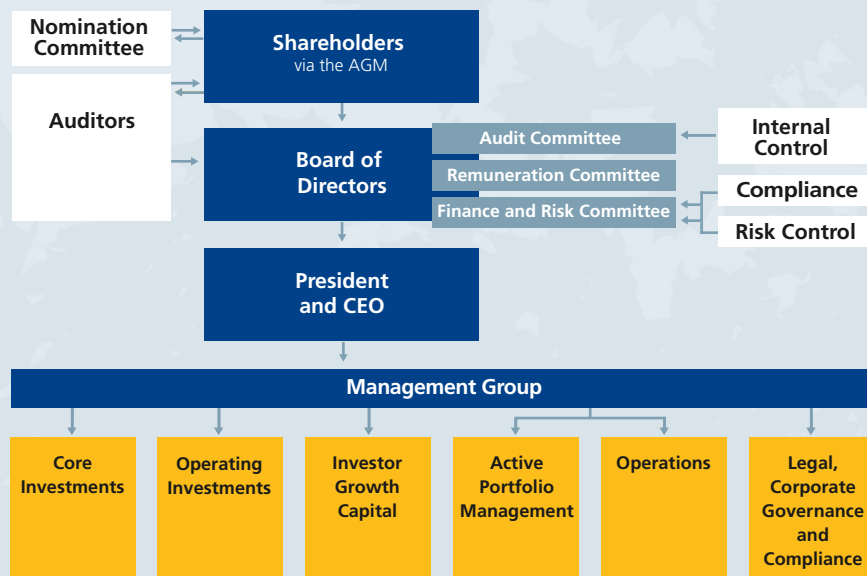 Nomination
Committee
Shareholders
via the AGM
Auditors
Board of
Directors
Audit Committee
Remuneration Committee
Finance and Risk Committee
Internal
Control
Compliance
Risk Control
President
and CEO
Management Group
Core
Investments
Operating
Investments
Investor
Growth
Capital
Active
Portfolio
Management
Operations
Legal,
Corporate
Governance
and
Compliance